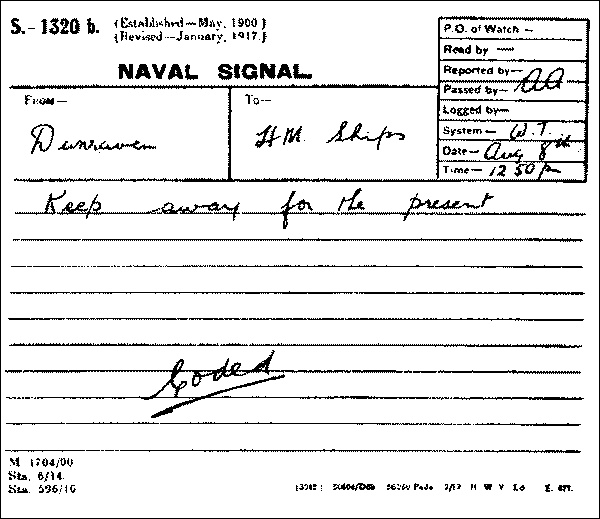 S.–1320 b. (Established—May, 1900.)
(Revised—January, 1917.)
NAVAL SIGNAL.
P.O. of Watch –
Read by —
Reported by—
Passed by—
AA
Logged by—
System— W.T.
Date— Aug 8th
Time— 12 50 pm
FROM—
Dunraven
To—
H.M. Ships
Keep away for the present
Coded
M 1704/00
Sta. 6/14
Sta. 596/16
H W V